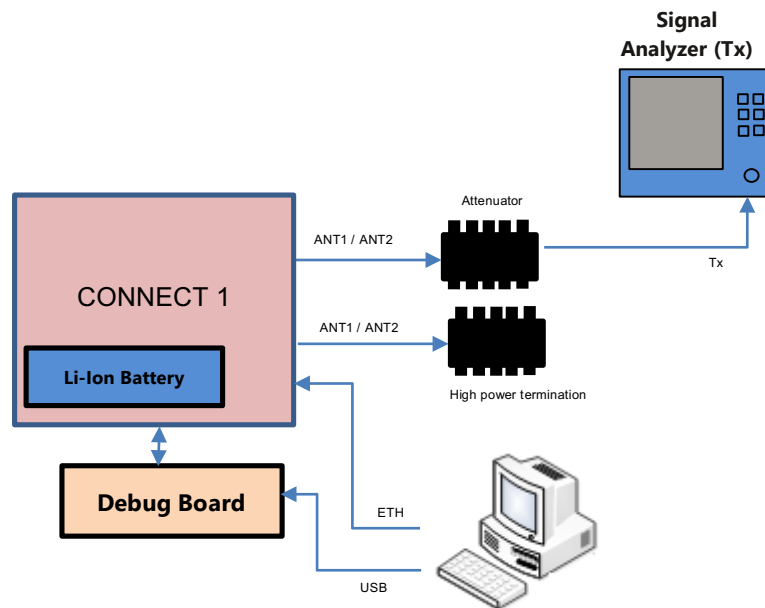 Signal
Analyzer (Tx)
Attenuator
ANT1 / ANT2
Tx
CONNECT 1
ANT1 / ANT2
Li-Ion Battery
High power termination
Debug Board
ETH
USB